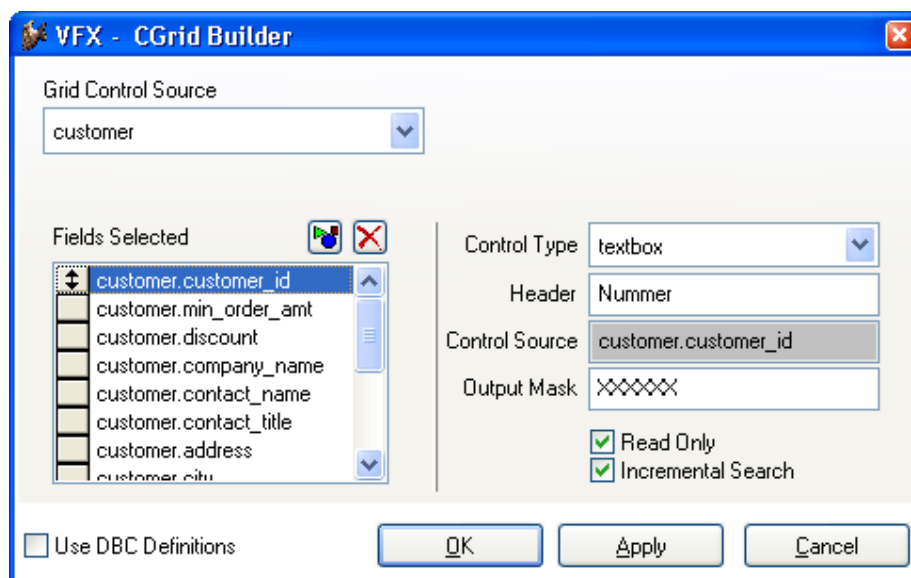 VFX - CGrid Builder
Grid Control Source
customer
Fields Selected
customer.customer_id
customer.min_order_amt
customer.discount
customer.company_name
customer.contact_name
customer.contact_title
customer.address
customer.city
Control Type
textbox
Header
Nummer
Control Source
customer.customer_id
Output Mask
XXXXXX
Read Only
Incremental Search
Use DBC Definitions
OK
Apply
Cancel